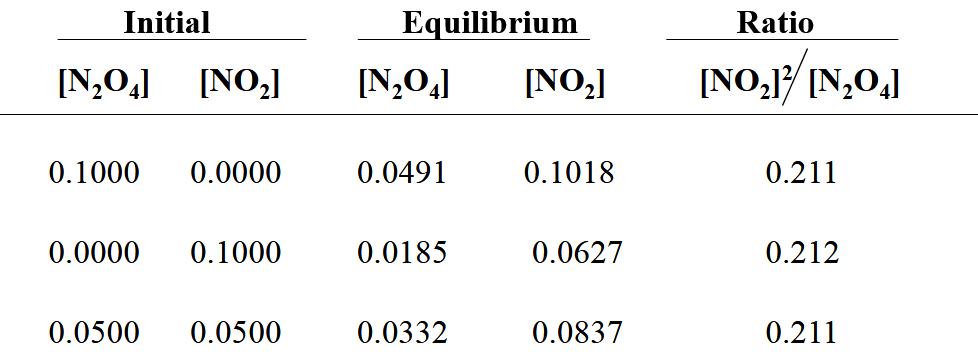 Initial Equilibrium Ratio
[N₂O₄] [NO₂] [N₂O₄] [NO₂] [NO₂]²/[N₂O₄]
0.1000 0.0000 0.0491 0.1018 0.211
0.0000 0.1000 0.0185 0.0627 0.212
0.0500 0.0500 0.0332 0.0837 0.211